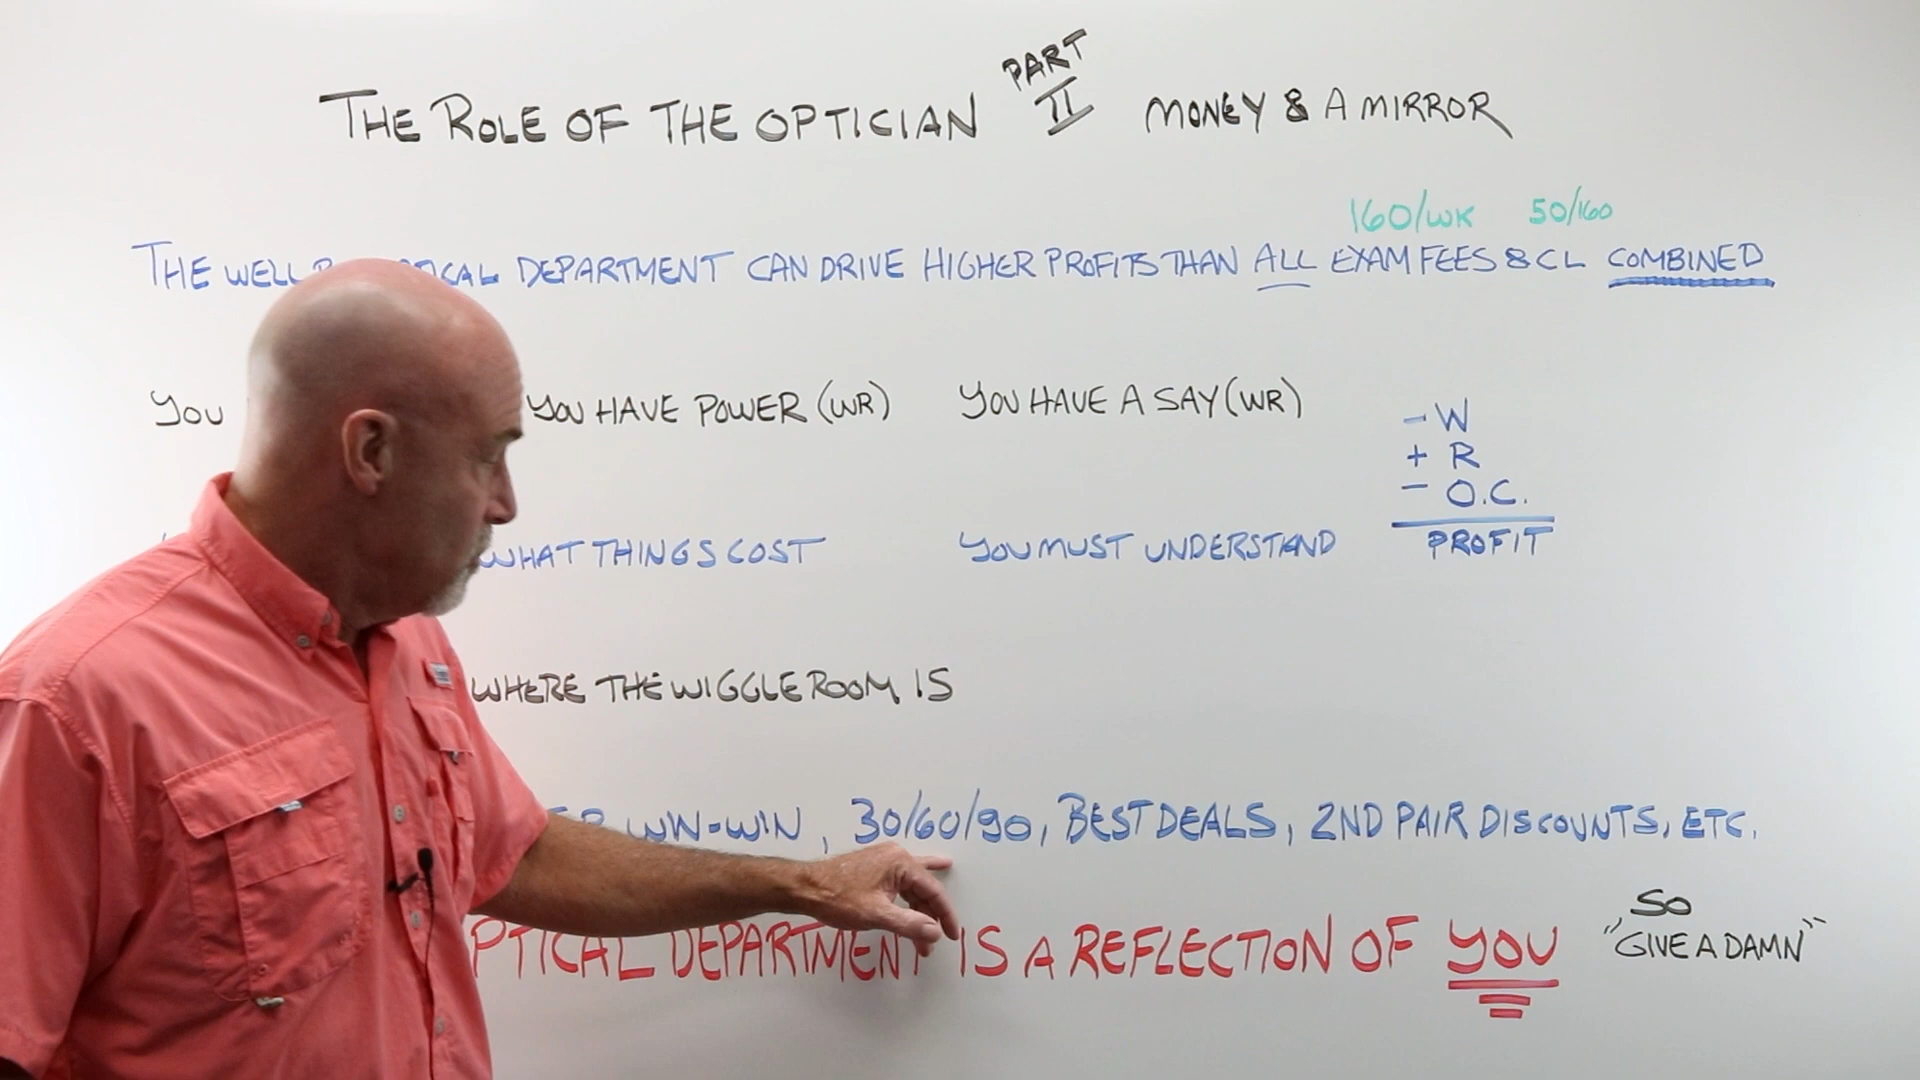 PART
THE ROLE OF THE OPTICIAN II MONEY & A MIRROR
160/WK 50/160
THE WELL OPTICAL DEPARTMENT CAN DRIVE HIGHER PROFITS THAN ALL EXAM FEES & CL COMBINED
YOU YOU HAVE POWER (WR) YOU HAVE A SAY (WR)
- W
+ R
- O.C.
WHAT THINGS COST YOU MUST UNDERSTAND PROFIT
WHERE THE WIGGLE ROOM IS
WIN-WIN, 30/60/90, BEST DEALS, 2ND PAIR DISCOUNTS, ETC.
SO
OPTICAL DEPARTMENT IS A REFLECTION OF YOU "GIVE A DAMN"